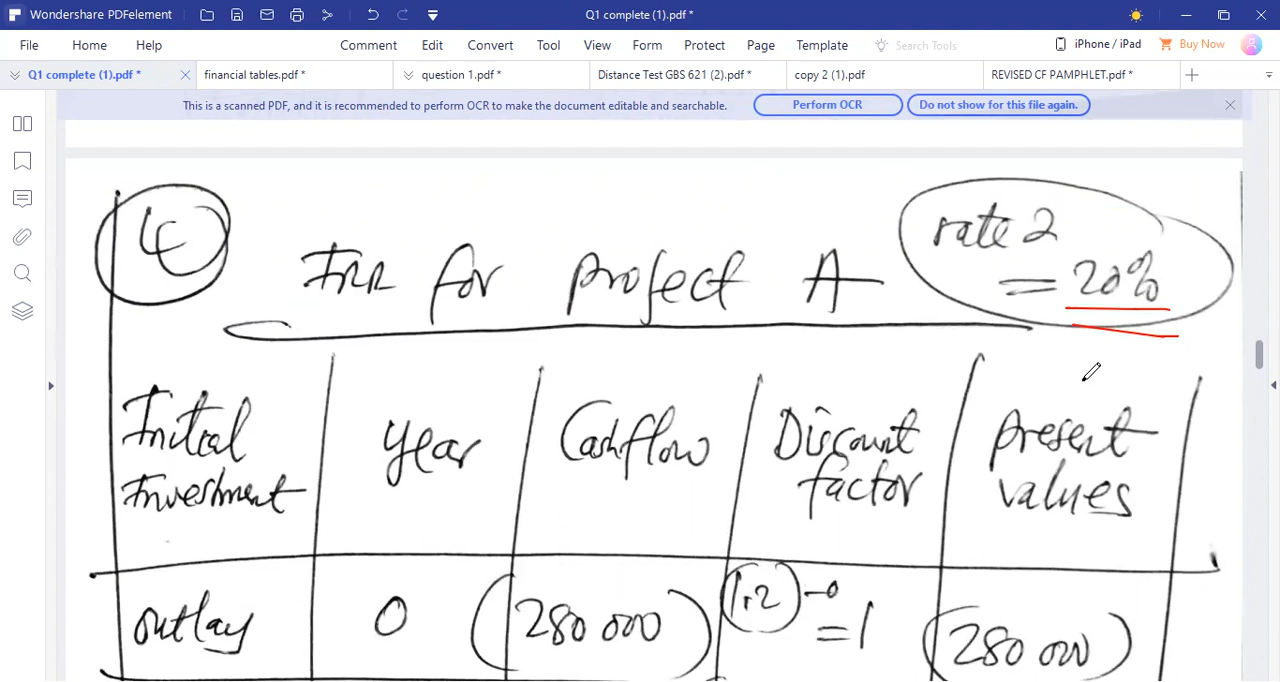 Wondershare PDFelement
Q1 complete (1).pdf *
File Home Help Comment Edit Convert Tool View Form Protect Page Template Search Tools iPhone / iPad Buy Now
Q1 complete (1).pdf * financial tables.pdf * question 1.pdf * Distance Test GBS 621 (2).pdf * copy 2 (1).pdf REVISED CF PAMPHLET.pdf *
This is a scanned PDF, and it is recommended to perform OCR to make the document editable and searchable. Perform OCR Do not show for this file again.
4 IRR for project A
rate 2
= 20%
Initial Investment year Cashflow Discount factor present values
outlay 0 (280 000) (1.2)-0 = 1 (280 000)